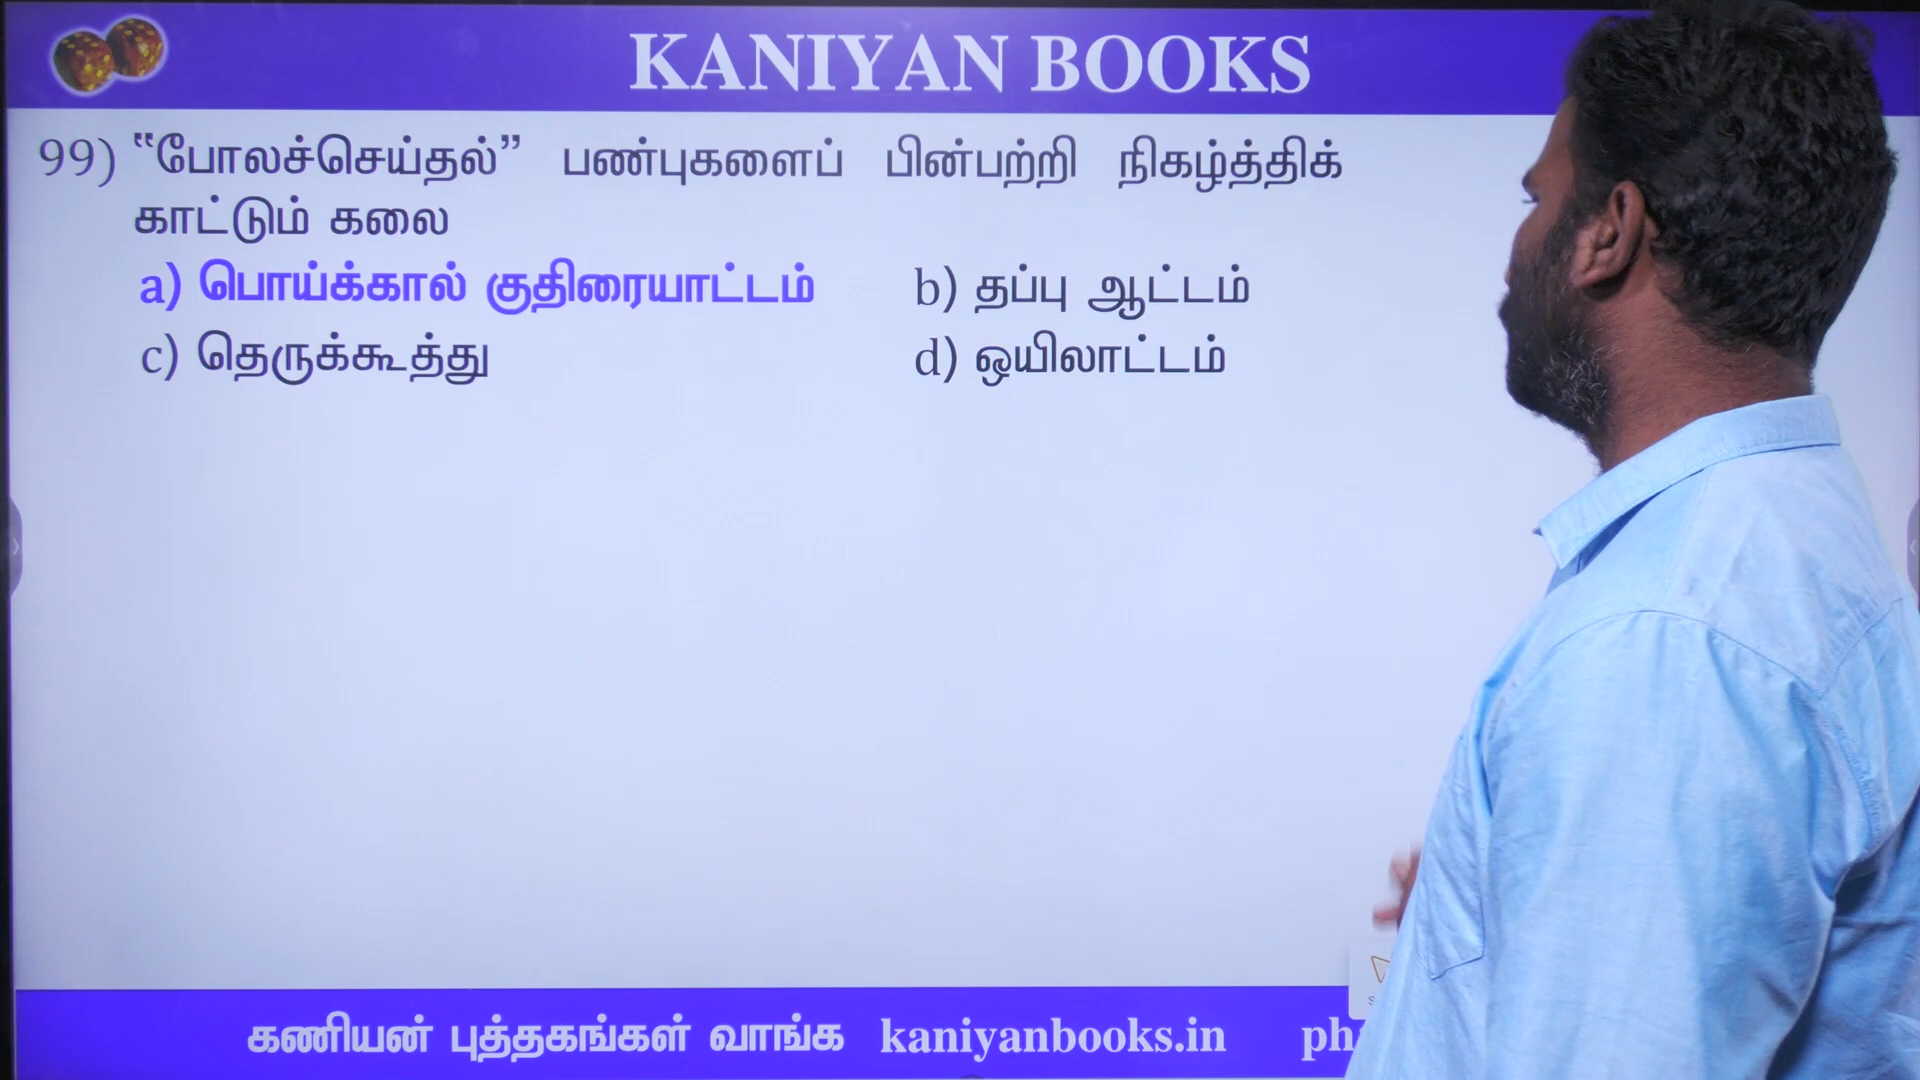 KANIYAN BOOKS
99) “போலச்செய்தல்” பண்புகளைப் பின்பற்றி நிகழ்த்திக்
காட்டும் கலை
a) பொய்க்கால் குதிரையாட்டம் b) தப்பு ஆட்டம்
c) தெருக்கூத்து d) ஒயிலாட்டம்
கணியன் புத்தகங்கள் வாங்க kaniyanbooks.in